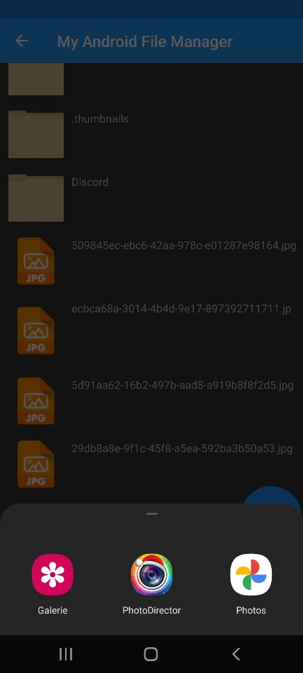 My Android File Manager
.thumbnails
Discord
509845ec-ebc6-42aa-978c-e01287e98164.jpg
JPG
ecbca68a-3014-4b4d-9e17-897392711711.jp
JPG
5d91aa62-16b2-497b-aad8-a919b8f8f2d5.jpg
JPG
29db8a8e-9f1c-45f8-a5ea-592ba3b50a53.jpg
JPG
Galerie
PhotoDirector
Photos